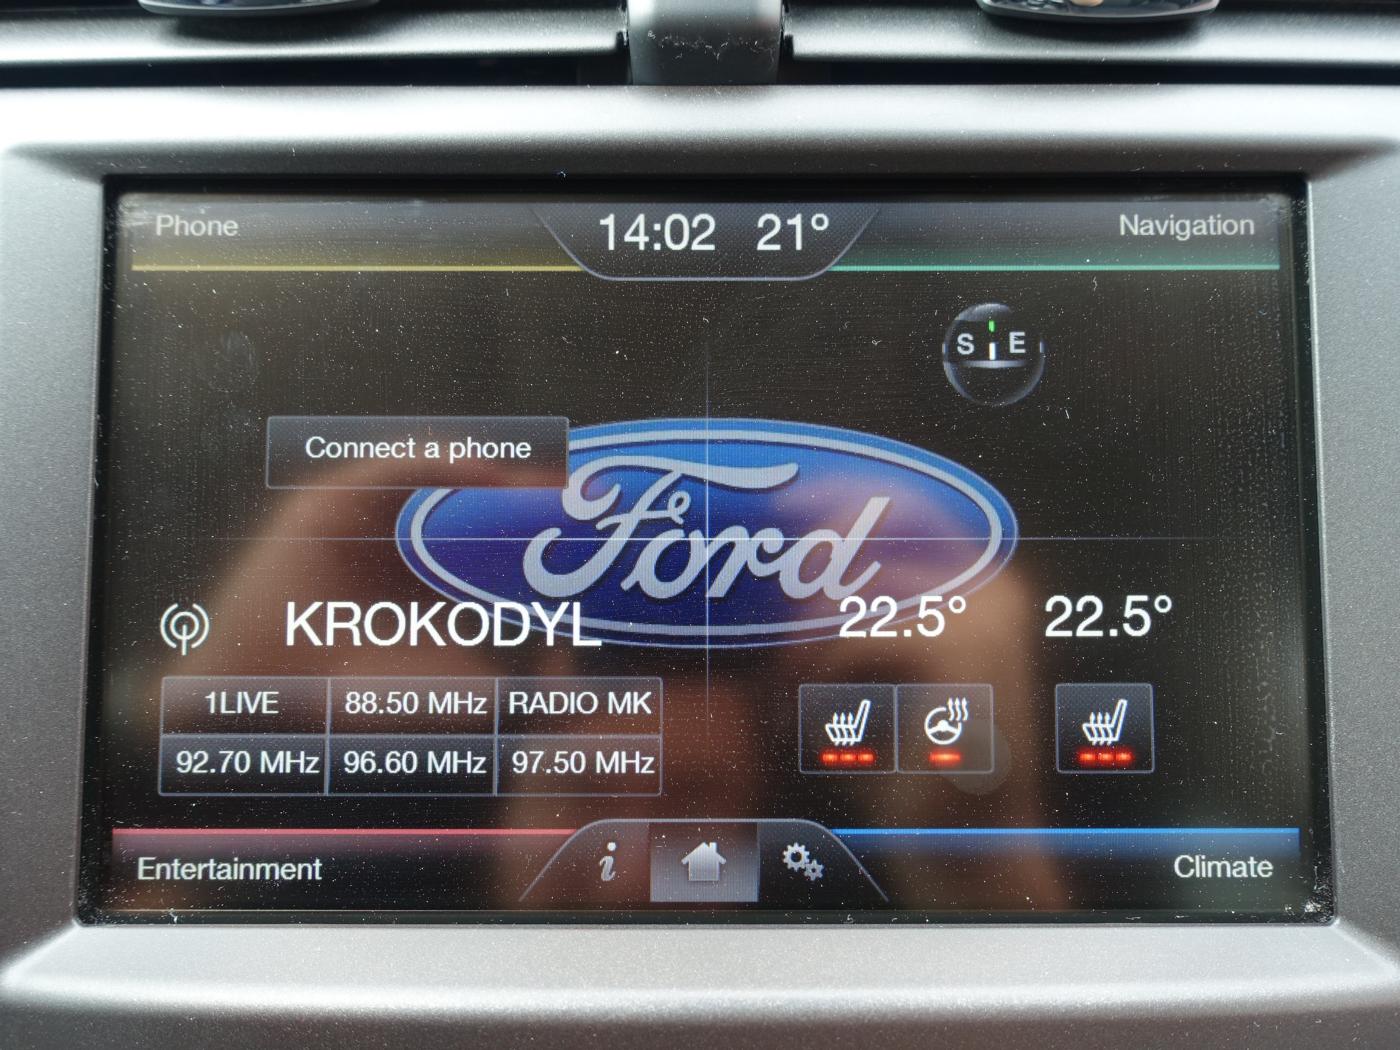 Phone
14:02 21°
Navigation
S E
Connect a phone
Ford
KROKODYL
22.5° 22.5°
1LIVE 88.50 MHz RADIO MK
92.70 MHz 96.60 MHz 97.50 MHz
Entertainment
i
Climate